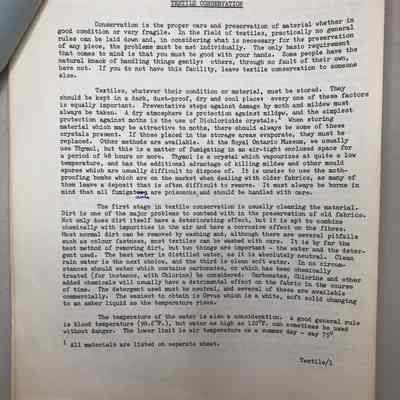 TEXTILE CONSERVATION
Conservation is the proper care and preservation of material whether in
good condition or very fragile. In the field of textiles, practically no general
rules can be laid down and, in considering what is necessary for the preservation
of any piece, the problems must be met individually. The only basic requirement
that comes to mind is that you must be good with your hands. Some people have the
natural knack of handling things gently: others, through no fault of their own,
have not. If you do not have this facility, leave textile conservation to someone
else.
Textiles, whatever their condition or material, must be stored. They
should be kept in a dark, dust-proof, dry and cool place - every one of these factors
is equally important. Preventative steps against damage by moth and mildew must
always be taken. A dry atmosphere is protection against mildew, and the simplest
protection against moths is the use of Dichloricide crystals.¹ When storing
material which may be attractive to moths, there should always be some of these
crystals present. If those placed in the storage areas evaporate, they must be
replaced. Other methods are available. At the Royal Ontario Museum, we usually
use Thymol, but this is a matter of fumigating in an air-tight enclosed space for
a period of 48 hours or more. Thymol is a crystal which vapourizes at quite a low
temperature, and has the additional advantage of killing mildew and other mould
spores which are usually difficult to dispose of. It is unwise to use the moth-
proofing bombs which are on the market when dealing with older fabrics, as many of
them leave a deposit that is often difficult to remove. It must always be borne in
mind that all fumigants are poisonous, and should be handled with care.
The first stage in textile conservation is usually cleaning the material.
Dirt is one of the major problems to contend with in the preservation of old fabrics.
Not only does dirt itself have a deteriorating effect, but it is apt to combine
chemically with impurities in the air and have a corrosive effect on the fibres.
Most normal dirt can be removed by washing and, although there are several pitfalls
such as colour fastness, most textiles can be washed with care. It is by far the
best method of removing dirt, but two things are important - the water and the deter-
gent used. The best water is distilled water, as it is absolutely neutral. Clean
rain water is the next choice, and the third is clean soft water. In no circum-
stances should water which contains carbonates, or which has been chemically
treated (for instance, with Chlorine) be considered. Carbonates, Chlorine and other
added chemicals will usually have a detrimental effect on the fabric in the course
of time. The detergent used must be neutral, and several of these are available
commercially. The easiest to obtain is Orvus which is a white, soft solid changing
to an amber liquid as the temperature rises.
The temperature of the water is also a consideration. A good general rule
is blood temperature (98.4°F.), but water as high as 120°F. can sometimes be used
without danger. The lower limit is air temperature on a summer day - say 75°
¹ All materials are listed on separate sheet.
Textile/1